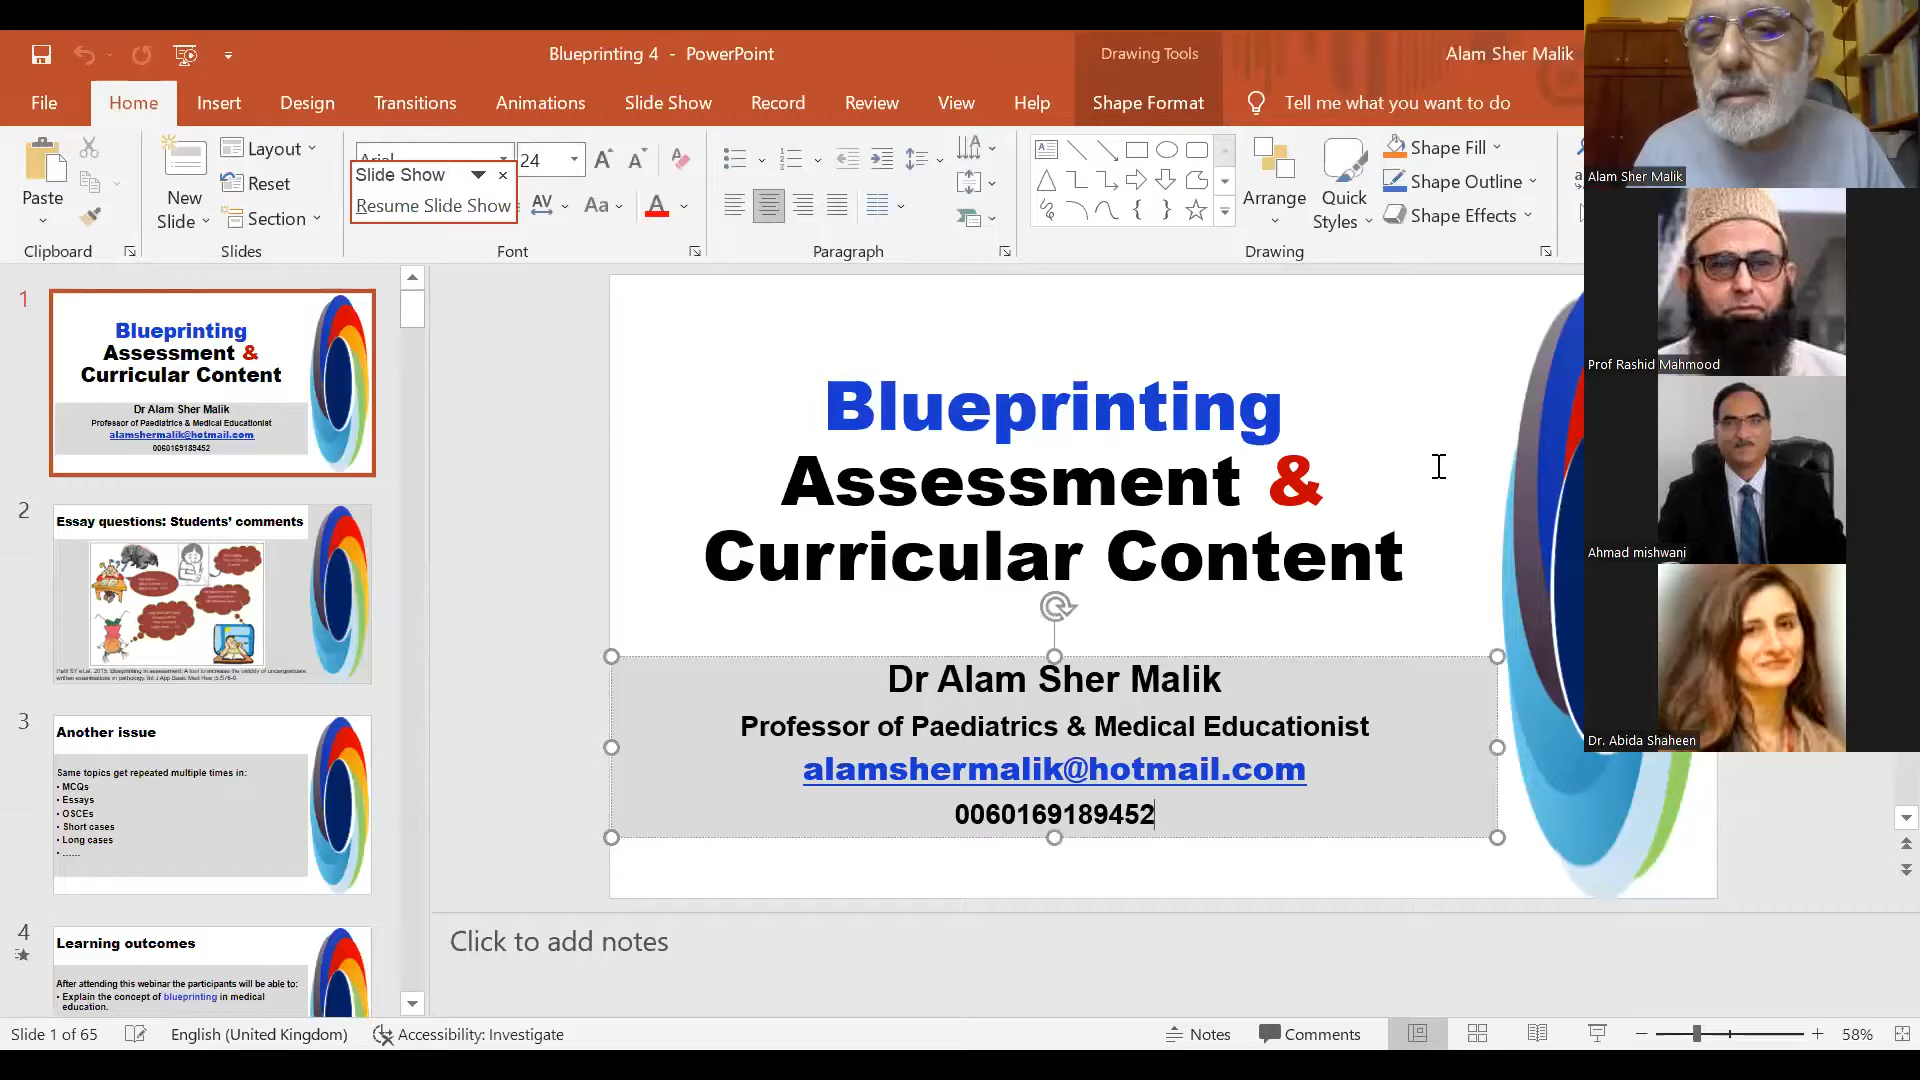 Blueprinting 4 - PowerPoint
Drawing Tools
Alam Sher Malik
File
Home
Insert
Design
Transitions
Animations
Slide Show
Record
Review
View
Help
Shape Format
Tell me what you want to do
Paste
Clipboard
New
Slide
Layout
Reset
Section
Slides
24
Slide Show
Resume Slide Show
AV
Aa
A
Font
Paragraph
Arrange
Quick
Styles
Shape Fill
Shape Outline
Shape Effects
Drawing
1
Blueprinting
Assessment &
Curricular Content
Dr Alam Sher Malik
Professor of Paediatrics & Medical Educationist
alamshermalik@hotmail.com
0060169189452
2
Essay questions: Students' comments
3
Another issue
Same topics get repeated multiple times in:
• MCQs
• Essays
• OSCEs
• Short cases
• Long cases
• ......
4
Learning outcomes
After attending this webinar the participants will be able to:
• Explain the concept of blueprinting in medical
education.
Blueprinting
Assessment &
Curricular Content
Dr Alam Sher Malik
Professor of Paediatrics & Medical Educationist
alamshermalik@hotmail.com
0060169189452
Click to add notes
Alam Sher Malik
Prof Rashid Mahmood
Ahmad mishwani
Dr. Abida Shaheen
Slide 1 of 65
English (United Kingdom)
Accessibility: Investigate
Notes
Comments
58%